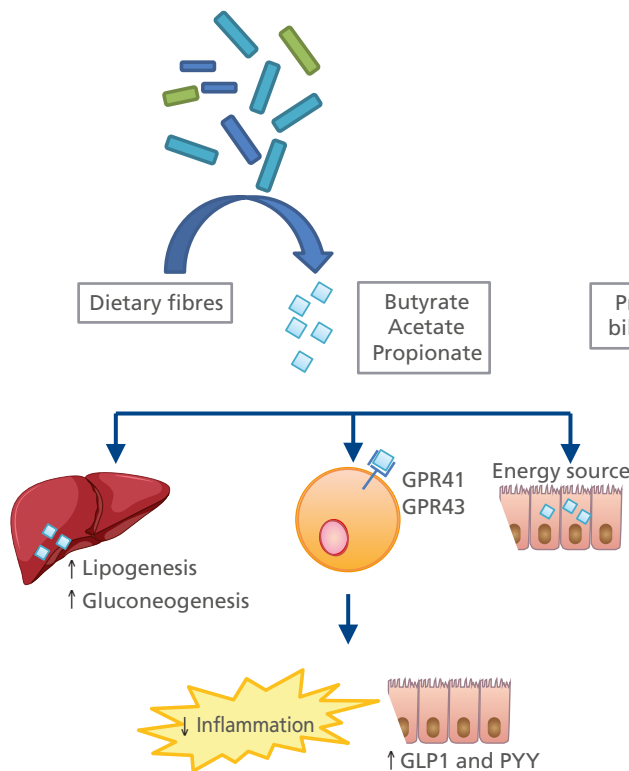 Dietary fibres
Butyrate
Acetate
Propionate
GPR41
GPR43
Energy source
↑ Lipogenesis
↑ Gluconeogenesis
↓ Inflammation
↑ GLP1 and PYY